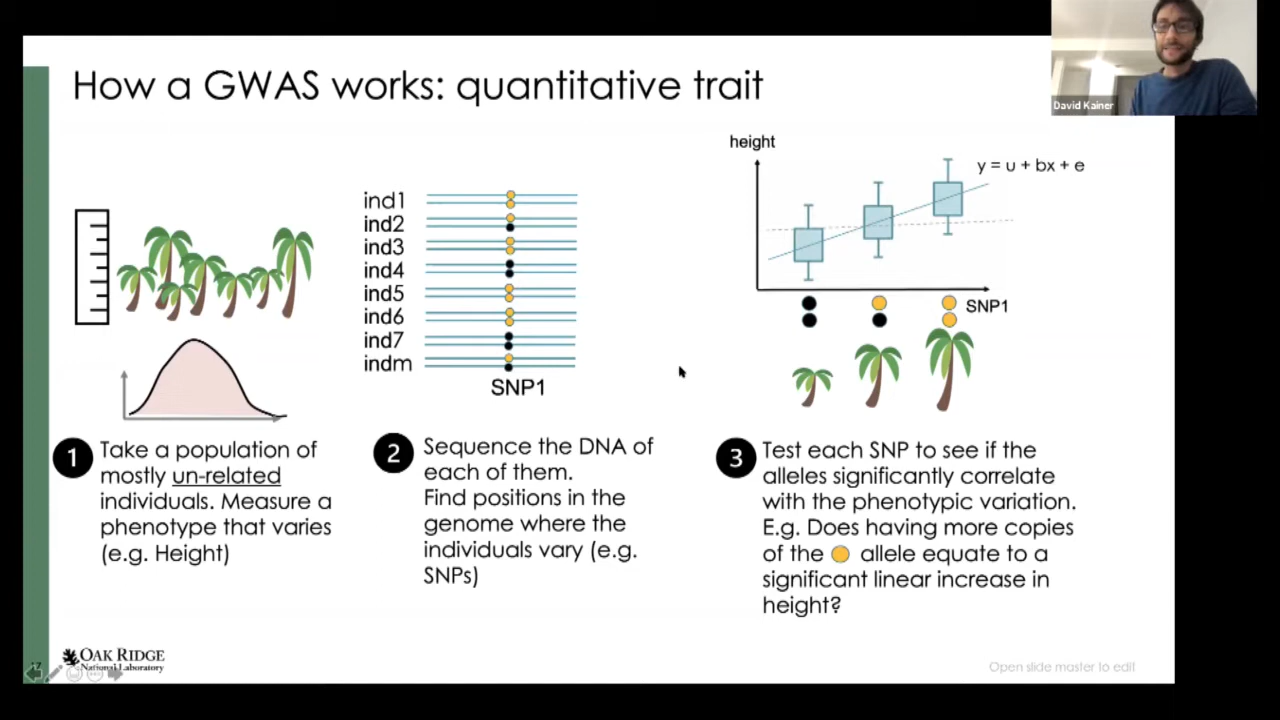 How a GWAS works: quantitative trait
David Kainer
ind1
ind2
ind3
ind4
ind5
ind6
ind7
indm
SNP1
height
y = u + bx + e
SNP1
1
Take a population of
mostly un-related
individuals. Measure a
phenotype that varies
(e.g. Height)
2
Sequence the DNA of
each of them.
Find positions in the
genome where the
individuals vary (e.g.
SNPs)
3
Test each SNP to see if the
alleles significantly correlate
with the phenotypic variation.
E.g. Does having more copies
of the allele equate to a
significant linear increase in
height?
OAK RIDGE
National Laboratory
17
Open slide master to edit